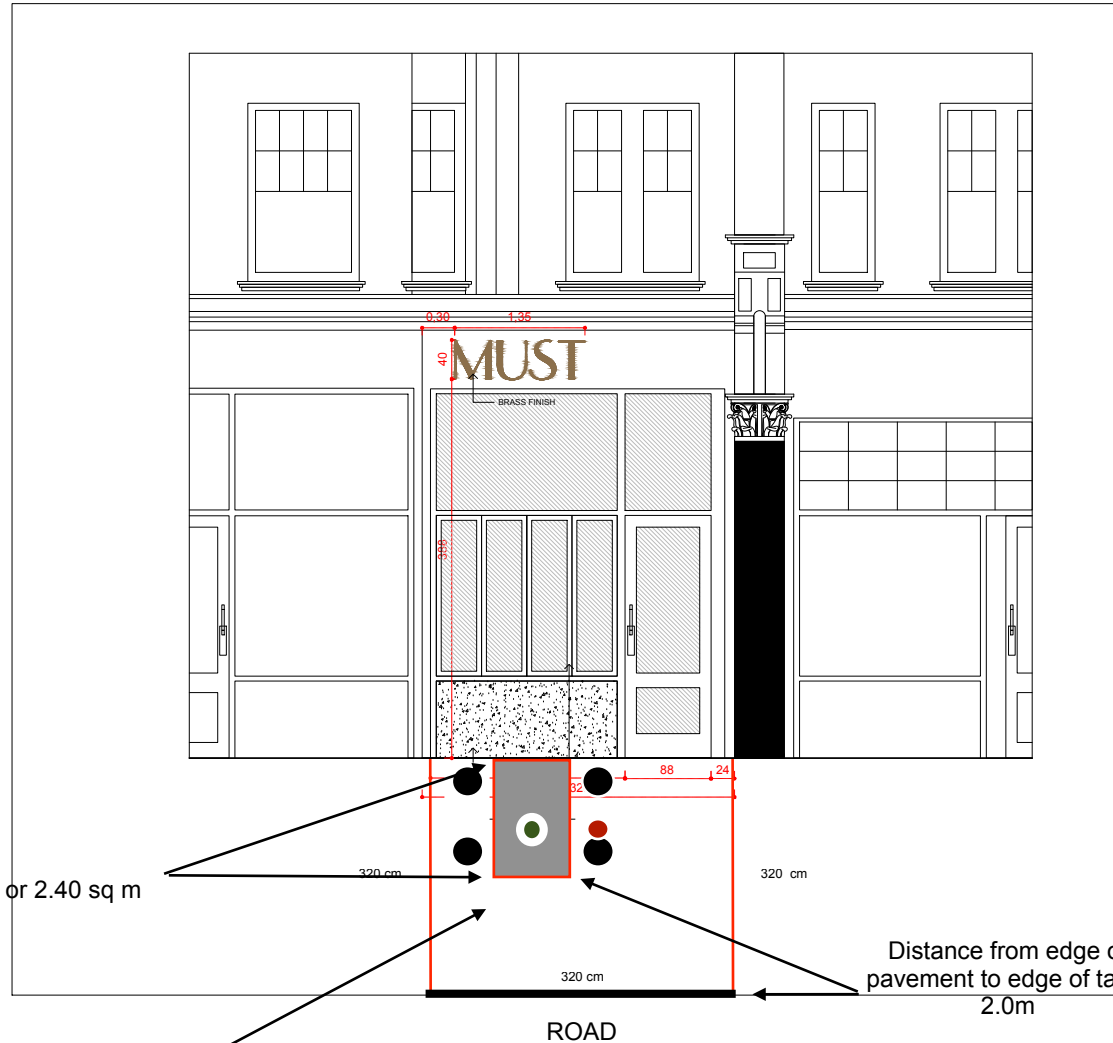 0,30 1,35
40
MUST
BRASS FINISH
388
88 24
32
or 2.40 sq m
320 cm
320 cm
Distance from edge
pavement to edge of
2.0m
320 cm
ROAD